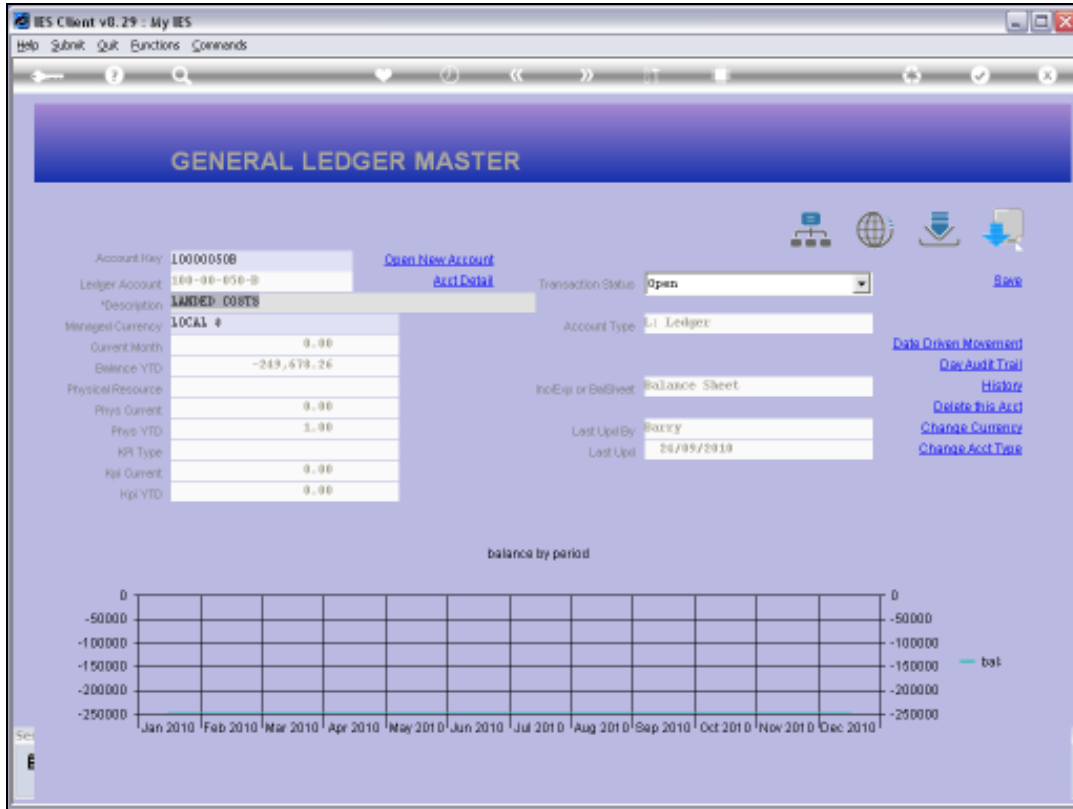 IES Client v8.29 : My IES
Help Submit Quit Functions Commands
GENERAL LEDGER MASTER
Account Key 10000050B Open New Account
Ledger Account 100-00-050-B Acct Detail Transaction Status Open Save
*Description LANDED COSTS
Managed Currency LOCAL # Account Type L: Ledger
Current Month 0.00 Date Driven Movement
Balance YTD -249,678.26 Day Audit Trail
Physical Resource Inc/Exp or BalSheet Balance Sheet History
Phys Current 0.00 Delete this Acct
Phys YTD 1.00 Last Upd By Barry Change Currency
KPI Type Last Upd 24/09/2010 Change Acct Type
Kpi Current 0.00
Kpi YTD 0.00
balance by period
0 0
-50000 -50000
-100000 -100000
-150000 -150000 bal
-200000 -200000
-250000 -250000
Jan 2010 Feb 2010 Mar 2010 Apr 2010 May 2010 Jun 2010 Jul 2010 Aug 2010 Sep 2010 Oct 2010 Nov 2010 Dec 2010